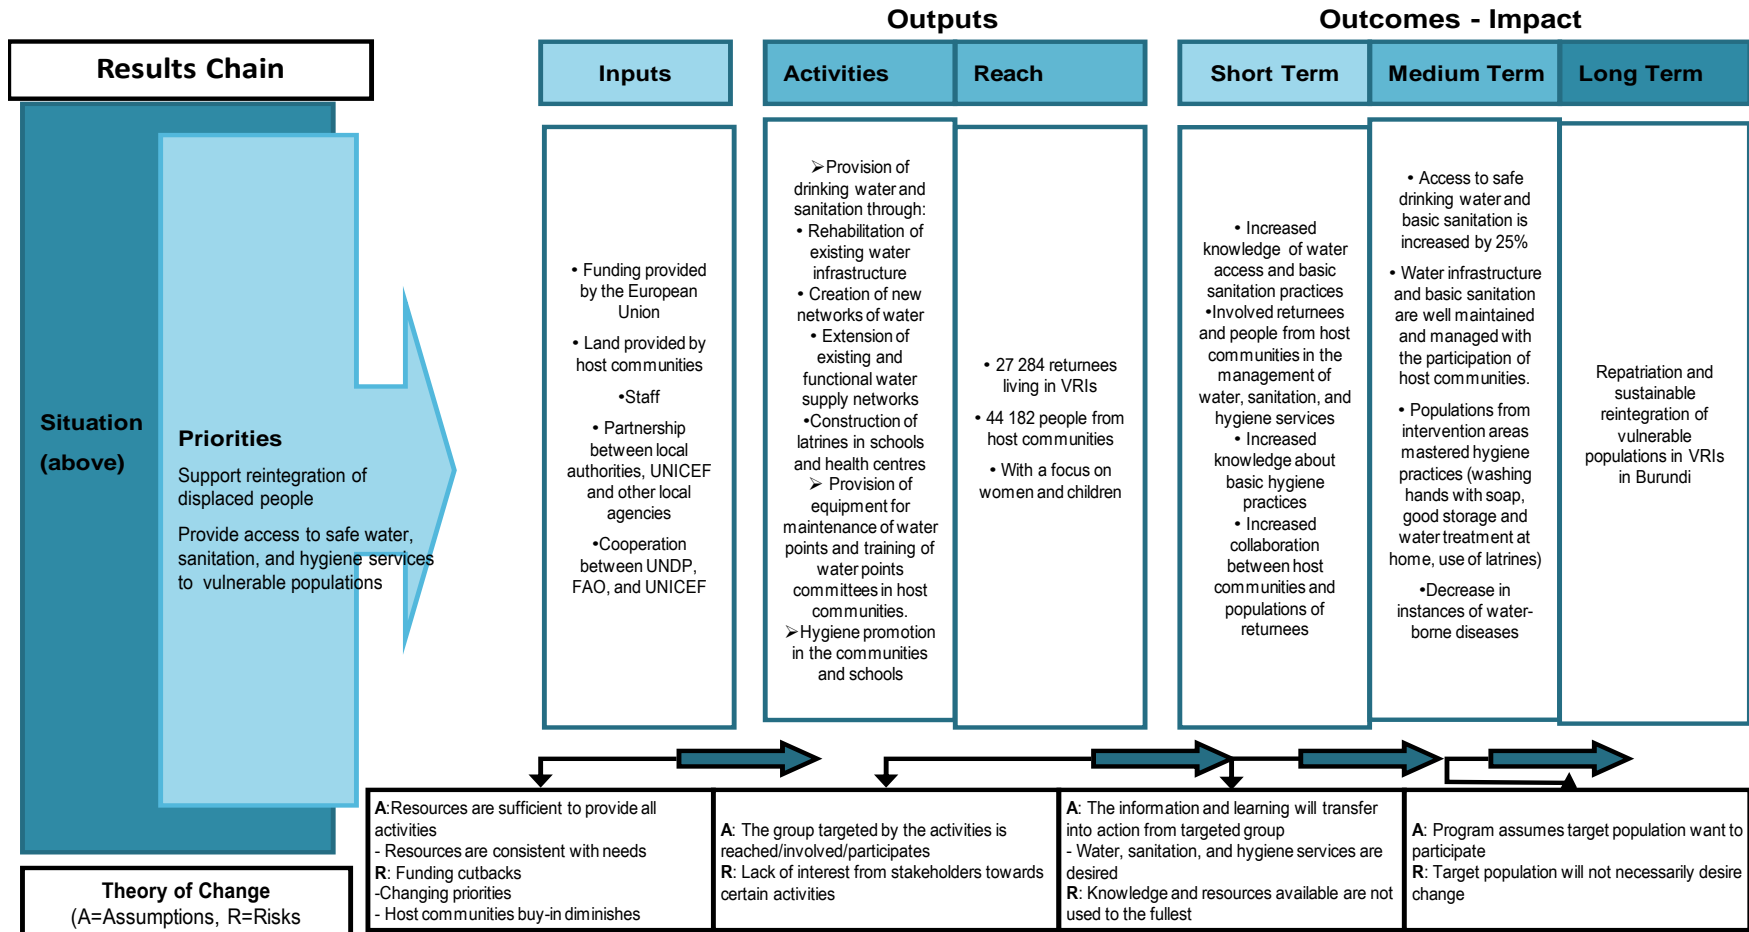 Outputs
Outcomes - Impact
Results Chain
Inputs
Activities
Reach
Short Term
Medium Term
Long Term
Situation
(above)
Priorities
Support reintegration of
displaced people
Provide access to safe water,
sanitation, and hygiene services
to vulnerable populations
• Funding provided
by the European
Union
• Land provided by
host communities
•Staff
• Partnership
between local
authorities, UNICEF
and other local
agencies
•Cooperation
between UNDP,
FAO, and UNICEF
➢Provision of
drinking water and
sanitation through:
• Rehabilitation of
existing water
infrastructure
• Creation of new
networks of water
• Extension of
existing and
functional water
supply networks
•Construction of
latrines in schools
and health centres
➢ Provision of
equipment for
maintenance of water
points and training of
water points
committees in host
communities.
➢Hygiene promotion
in the communities
and schools
• 27 284 returnees
living in VRIs
• 44 182 people from
host communities
• With a focus on
women and children
• Increased
knowledge of water
access and basic
sanitation practices
•Involved returnees
and people from host
communities in the
management of
water, sanitation, and
hygiene services
• Increased
knowledge about
basic hygiene
practices
• Increased
collaboration
between host
communities and
populations of
returnees
• Access to safe
drinking water and
basic sanitation is
increased by 25%
• Water infrastructure
and basic sanitation
are well maintained
and managed with
the participation of
host communities.
• Populations from
intervention areas
mastered hygiene
practices (washing
hands with soap,
good storage and
water treatment at
home, use of latrines)
•Decrease in
instances of water-
borne diseases
Repatriation and
sustainable
reintegration of
vulnerable
populations in VRIs
in Burundi
Theory of Change
(A=Assumptions, R=Risks
A:Resources are sufficient to provide all
activities
- Resources are consistent with needs
R: Funding cutbacks
-Changing priorities
- Host communities buy-in diminishes
A: The group targeted by the activities is
reached/involved/participates
R: Lack of interest from stakeholders towards
certain activities
A: The information and learning will transfer
into action from targeted group
- Water, sanitation, and hygiene services are
desired
R: Knowledge and resources available are not
used to the fullest
A: Program assumes target population want to
participate
R: Target population will not necessarily desire
change